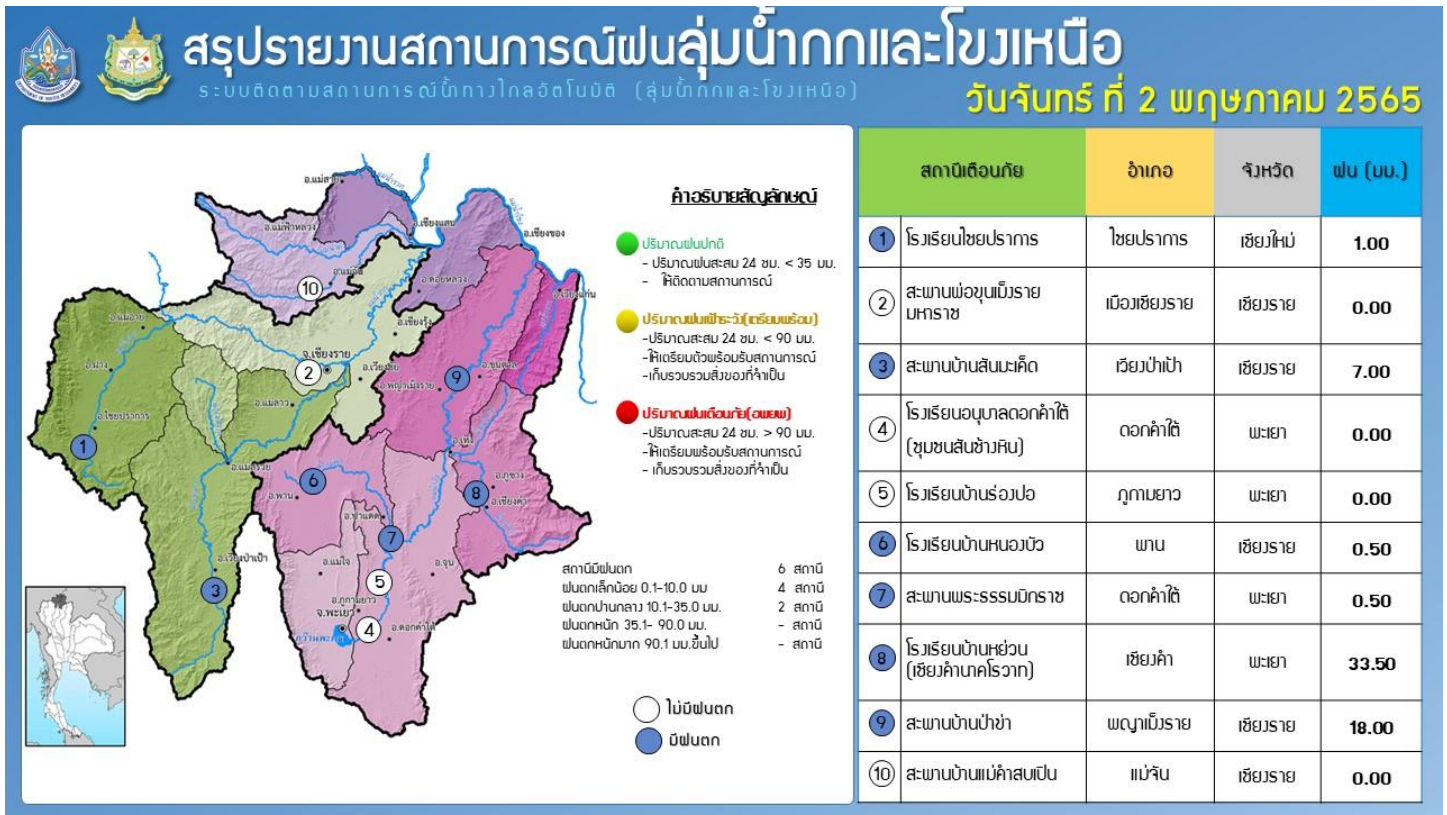 สรุปรายงานสถานการณ์ฝนลุ่มน้ำกกและโขงเหนือ
ระบบติดตามสถานการณ์น้ำทางไกลอัตโนมัติ (ลุ่มน้ำกกและโขงเหนือ)
วันจันทร์ ที่ 2 พฤษภาคม 2565
อ.แม่สาย
อ.แม่ฟ้าหลวง
อ.เชียงแสน
อ.เชียงของ
อ.แม่จัน
10
อ.ดอยหลวง
อ.เวียงแก่น
อ.แม่อาย
อ.เชียงรุ้ง
อ.ฝาง
จ.เชียงราย
2
อ.เวียงชัย
อ.พญาเม็งราย
9
อ.ขุนตาล
อ.ไชยปราการ
อ.แม่ลาว
1
อ.แม่สรวย
อ.เทิง
6
อ.พาน
8
อ.ภูซาง
อ.เชียงคำ
อ.ป่าแดด
7
อ.เวียงป่าเป้า
3
อ.แม่ใจ
5
อ.จุน
อ.ภูกามยาว
จ.พะเยา
4
อ.ดอกคำใต้
กว๊านพะเยา
คำอธิบายสัญลักษณ์
ปริมาณฝนปกติ
- ปริมาณฝนสะสม 24 ชม. < 35 มม.
- ให้ติดตามสถานการณ์
ปริมาณฝนเฝ้าระวัง(เตรียมพร้อม)
-ปริมาณสะสม 24 ชม. < 90 มม.
-ให้เตรียมตัวพร้อมรับสถานการณ์
-เก็บรวบรวมสิ่งของที่จำเป็น
ปริมาณฝนเตือนภัย(อพยพ)
-ปริมาณสะสม 24 ชม. > 90 มม.
-ให้เตรียมพร้อมรับสถานการณ์
- เก็บรวบรวมสิ่งของที่จำเป็น
สถานีมีฝนตก 6 สถานี
ฝนตกเล็กน้อย 0.1-10.0 มม 4 สถานี
ฝนตกปานกลาง 10.1-35.0 มม. 2 สถานี
ฝนตกหนัก 35.1- 90.0 มม. - สถานี
ฝนตกหนักมาก 90.1 มม.ขึ้นไป - สถานี
ไม่มีฝนตก
มีฝนตก
สถานีเตือนภัย อำเภอ จังหวัด ฝน (มม.)
1 โรงเรียนไชยปราการ ไชยปราการ เชียงใหม่ 1.00
2 สะพานพ่อขุนเม็งราย
มหาราช เมืองเชียงราย เชียงราย 0.00
3 สะพานบ้านสันมะเค็ด เวียงป่าเป้า เชียงราย 7.00
4 โรงเรียนอนุบาลดอกคำใต้
(ชุมชนสันช้างหิน) ดอกคำใต้ พะเยา 0.00
5 โรงเรียนบ้านร่องปอ ภูกามยาว พะเยา 0.00
6 โรงเรียนบ้านหนองบัว พาน เชียงราย 0.50
7 สะพานพระธรรมมิกราช ดอกคำใต้ พะเยา 0.50
8 โรงเรียนบ้านหย่วน
(เชียงคำนาคโรวาท) เชียงคำ พะเยา 33.50
9 สะพานบ้านป่าข่า พญาเม็งราย เชียงราย 18.00
10 สะพานบ้านแม่คำสบเปิน แม่จัน เชียงราย 0.00